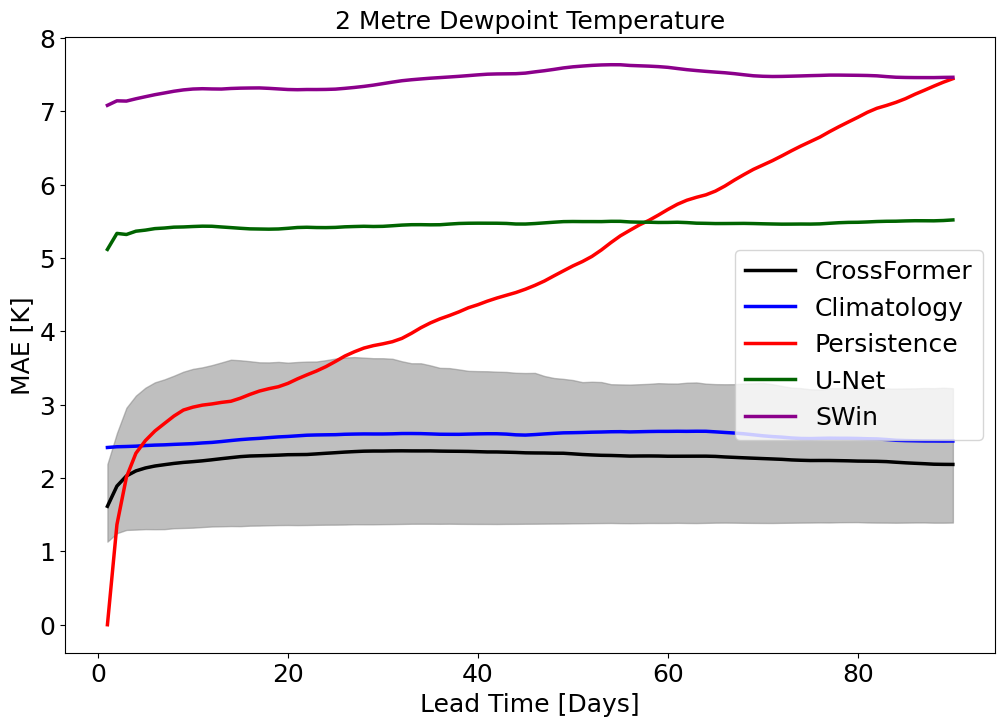 2 Metre Dewpoint Temperature
MAE [K]
8
7
6
5
4
3
2
1
0
CrossFormer
Climatology
Persistence
U-Net
SWin
0 20 40 60 80
Lead Time [Days]